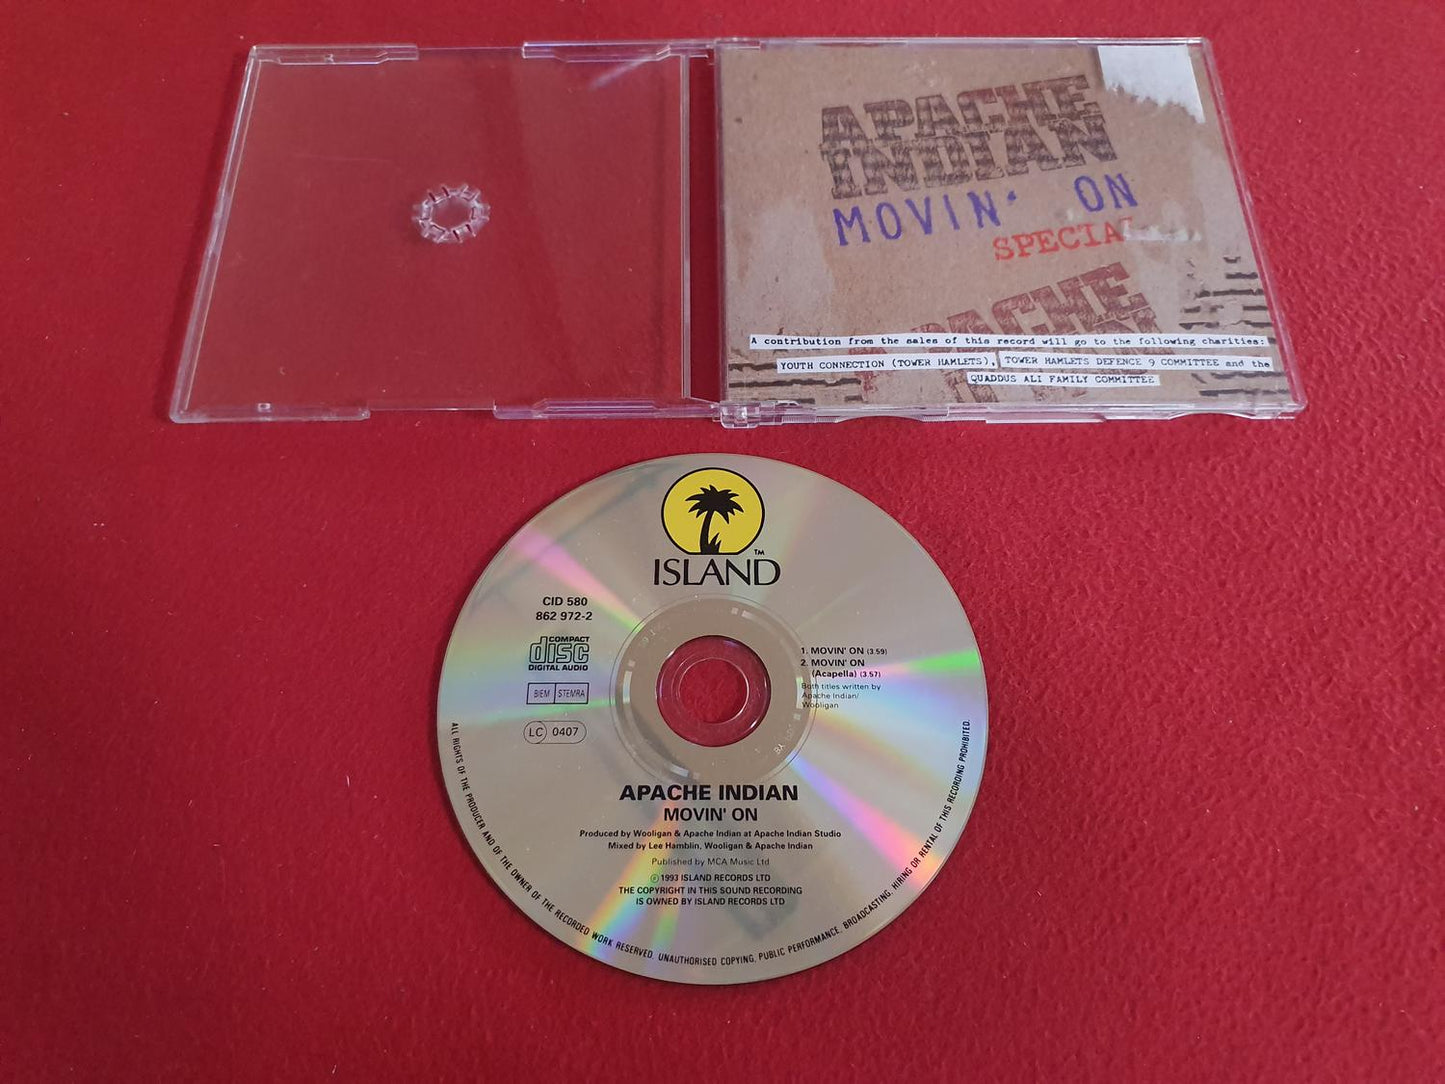 APACHE
INDIAN
MOVIN' ON
SPECIAL
APACHE
A contribution from the sales of this record will go to the following charities:
YOUTH CONNECTION (TOWER HAMLETS), TOWER HAMLETS DEFENCE 9 COMMITTEE and the
QUADDUS ALI FAMILY COMMITTEE
TM
ISLAND
CID 580
862 972-2
COMPACT
disc
DIGITAL AUDIO
BIEM STEMRA
LC 0407
1. MOVIN' ON (3.59)
2. MOVIN' ON
(Acapella) (3.57)
Both titles written by
Apache Indian/
Wooligan
APACHE INDIAN
MOVIN' ON
Produced by Wooligan & Apache Indian at Apache Indian Studio
Mixed by Lee Hamblin, Wooligan & Apache Indian
Published by MCA Music Ltd
℗ 1993 ISLAND RECORDS LTD
THE COPYRIGHT IN THIS SOUND RECORDING
IS OWNED BY ISLAND RECORDS LTD
ALL RIGHTS OF THE PRODUCER AND OF THE OWNER OF THE RECORDED WORK RESERVED. UNAUTHORISED COPYING, PUBLIC PERFORMANCE, BROADCASTING, HIRING OR RENTAL OF THIS RECORDING PROHIBITED.